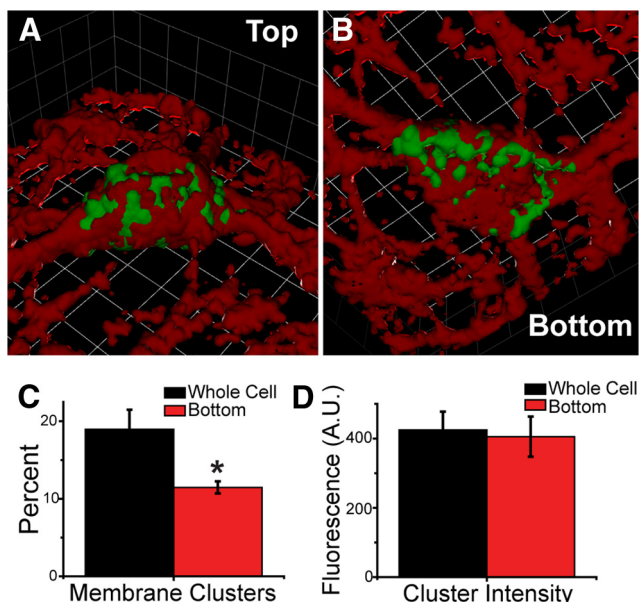 A
Top
B
Bottom
C
Whole Cell
Bottom
20
10
0
Percent
Membrane Clusters
*
D
Whole Cell
Bottom
400
200
0
Fluorescence (A.U.)
Cluster Intensity